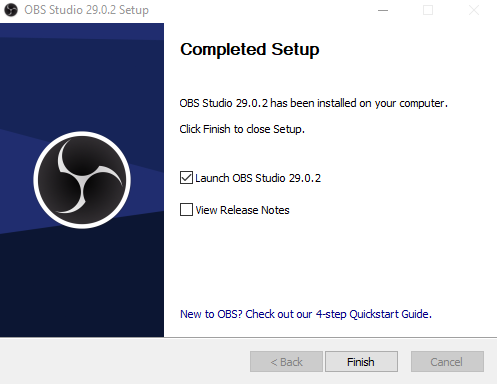 OBS Studio 29.0.2 Setup
Completed Setup
OBS Studio 29.0.2 has been installed on your computer.
Click Finish to close Setup.
Launch OBS Studio 29.0.2
View Release Notes
New to OBS? Check out our 4-step Quickstart Guide.
< Back
Finish
Cancel